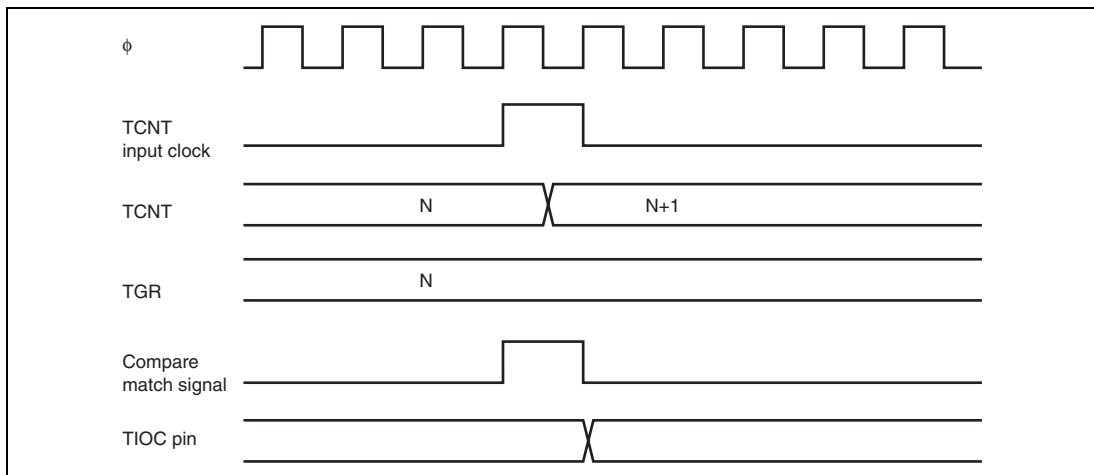 ϕ
TCNT
input clock
TCNT
N
N+1
TGR
N
Compare
match signal
TIOC pin